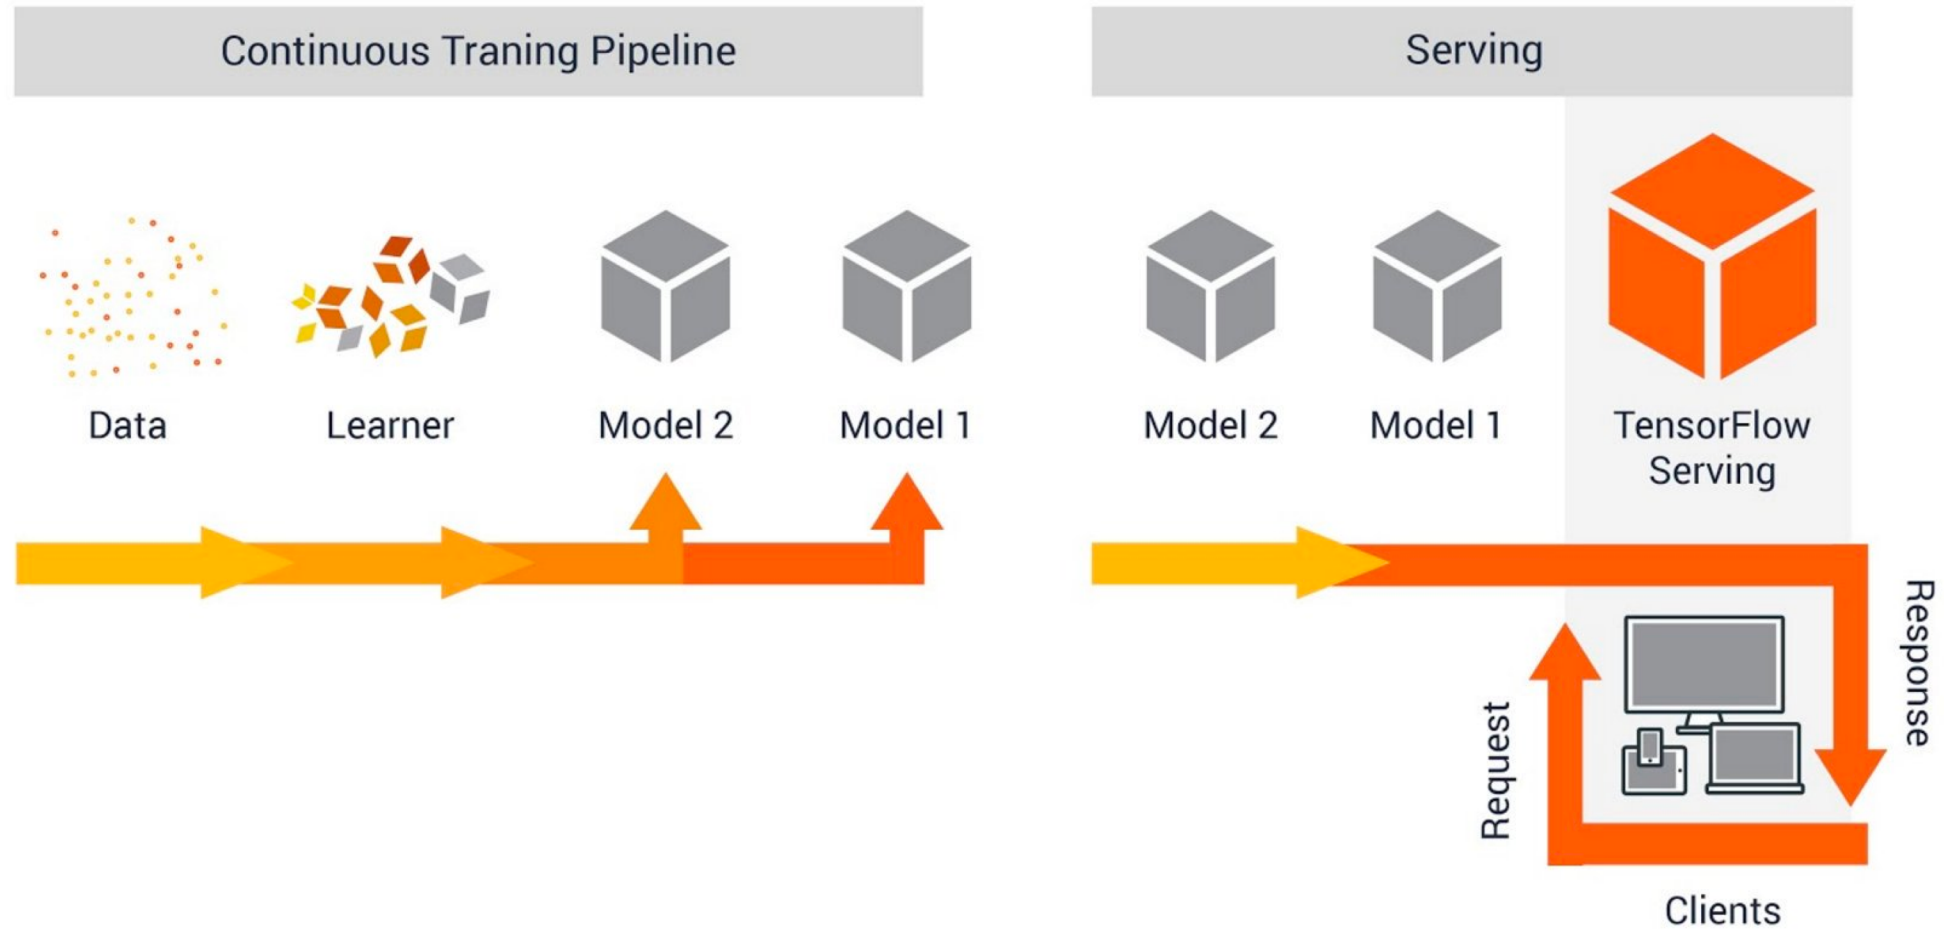 Continuous Traning Pipeline
Serving
Data
Learner
Model 2
Model 1
Model 2
Model 1
TensorFlow
Serving
Request
Response
Clients